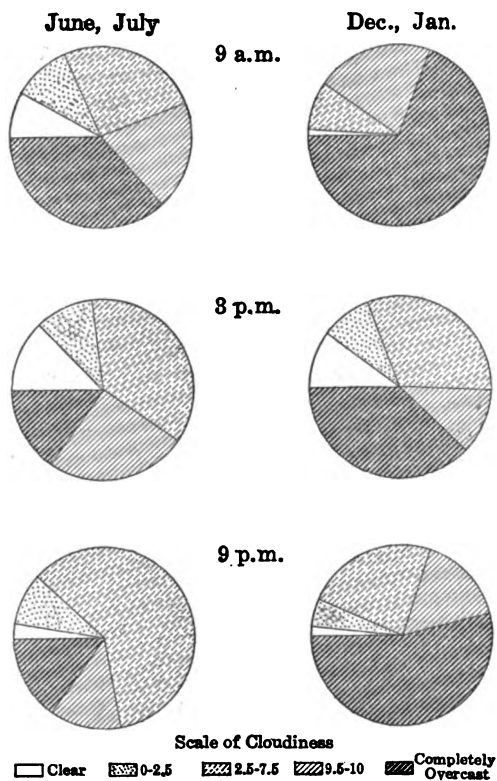 June, July
Dec., Jan.
9 a.m.
3 p.m.
9 p.m.
Scale of Cloudiness
Clear 0-2.5 2.5-7.5 9.5-10 Completely Overcast